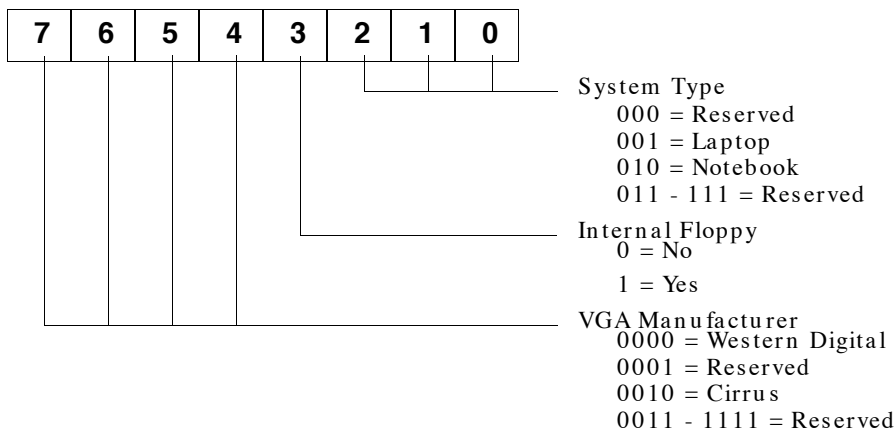 7 6 5 4 3 2 1 0
System Type
000 = Reserved
001 = Laptop
010 = Notebook
011 - 111 = Reserved
Internal Floppy
0 = No
1 = Yes
VGA Manufacturer
0000 = Western Digital
0001 = Reserved
0010 = Cirrus
0011 - 1111 = Reserved